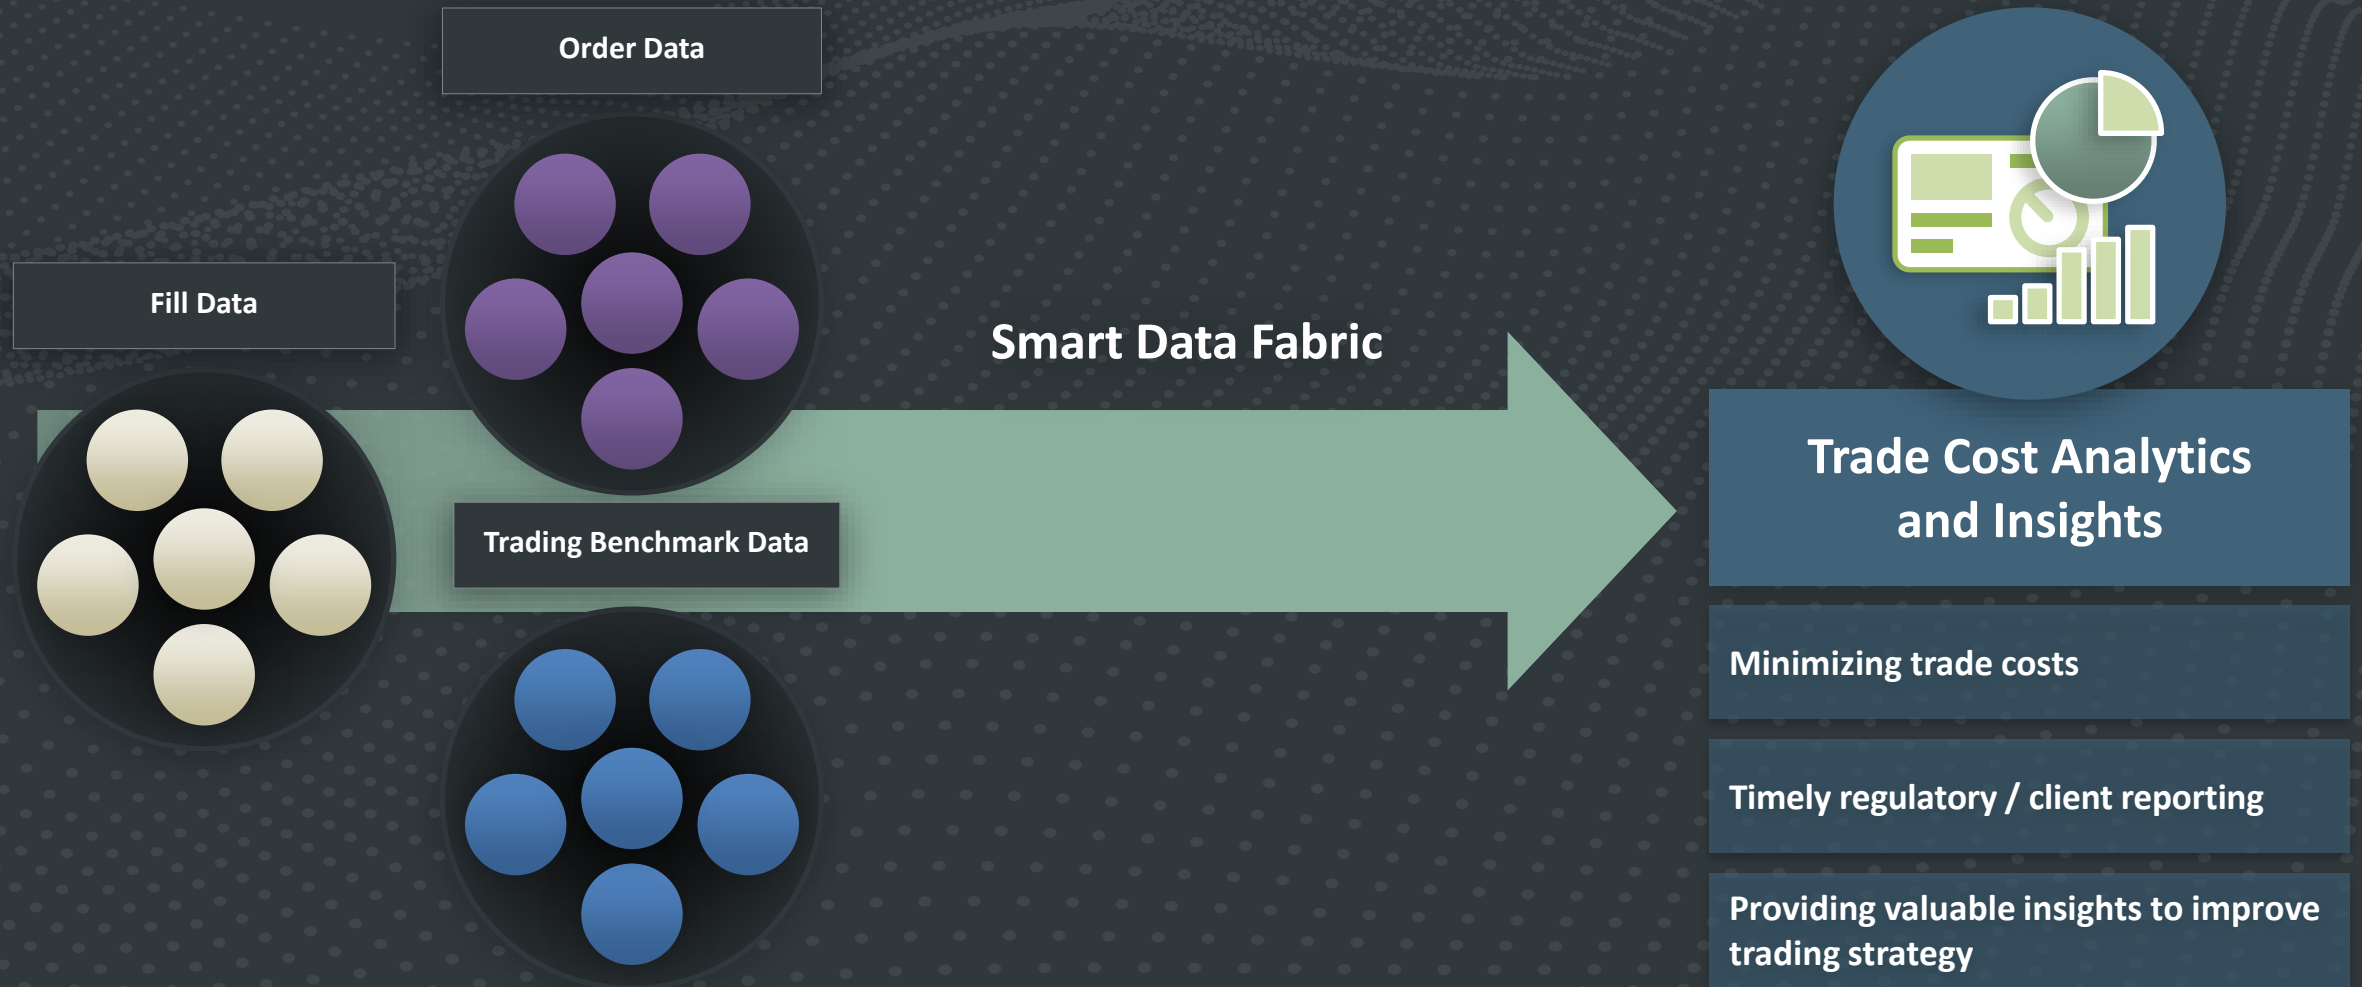 Order Data
Fill Data
Smart Data Fabric
Trading Benchmark Data
Trade Cost Analytics
and Insights
Minimizing trade costs
Timely regulatory / client reporting
Providing valuable insights to improve
trading strategy